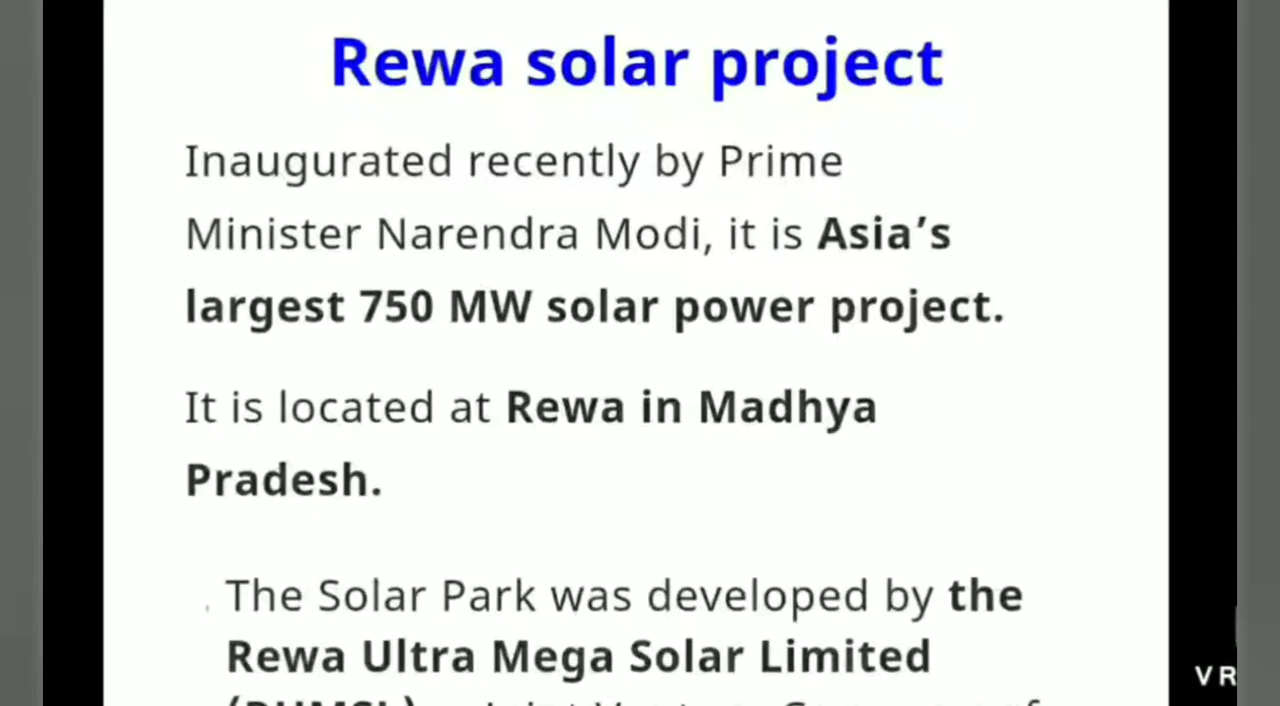 Rewa solar project
Inaugurated recently by Prime
Minister Narendra Modi, it is Asia’s
largest 750 MW solar power project.
It is located at Rewa in Madhya
Pradesh.
The Solar Park was developed by the
Rewa Ultra Mega Solar Limited
VR